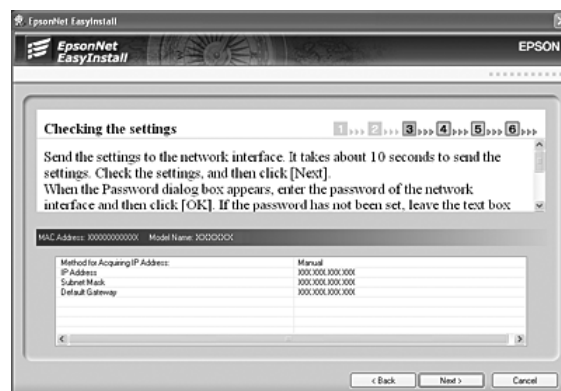 EpsonNet EasyInstall
EpsonNet
EasyInstall
EPSON
Checking the settings
1 2 3 4 5 6
Send the settings to the network interface. It takes about 10 seconds to send the
settings. Check the settings, and then click [Next].
When the Password dialog box appears, enter the password of the network
interface and then click [OK]. If the password has not been set, leave the text box
MAC Address: XXXXXXXXXXXX Model Name: XXXXXXX
Method for Acquiring IP Address: Manual
IP Address XXX.XXX.XXX.XXX
Subnet Mask XXX.XXX.XXX.XXX
Default Gateway XXX.XXX.XXX.XXX
< Back Next > Cancel